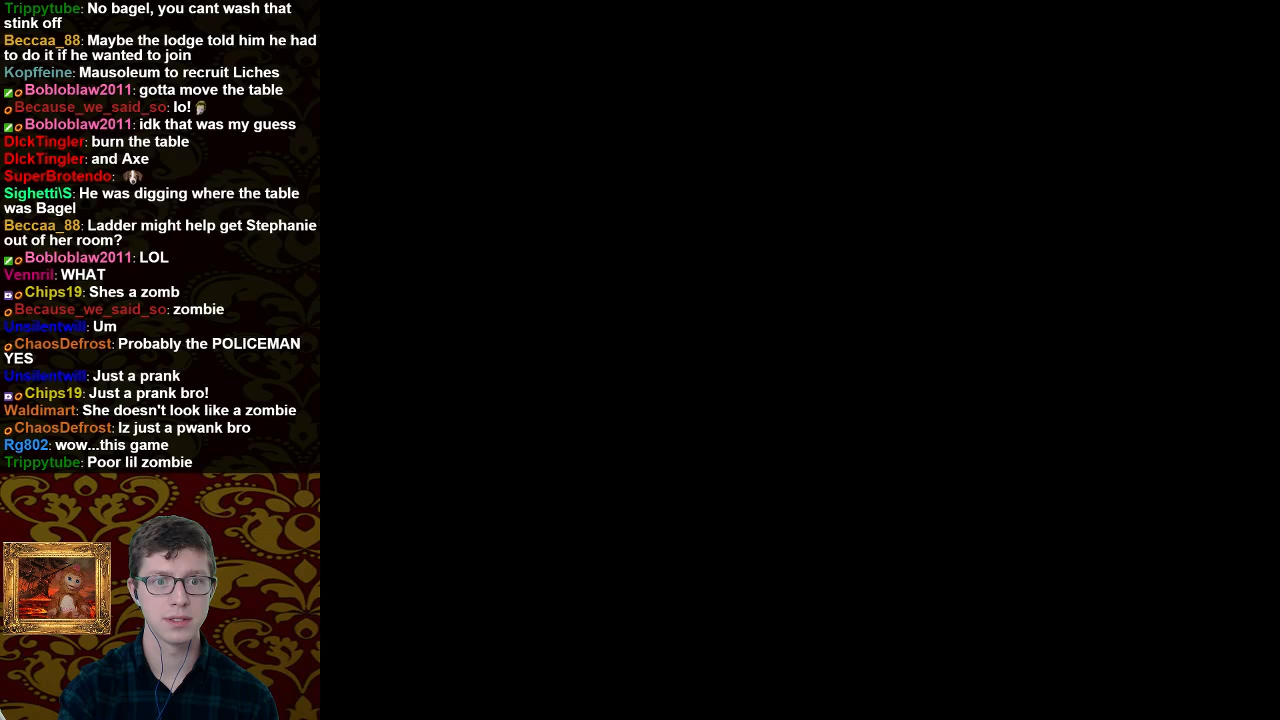 Trippytube: No bagel, you cant wash that
stink off
Beccaa_88: Maybe the lodge told him he had
to do it if he wanted to join
Kopffeine: Mausoleum to recruit Liches
Bobloblaw2011: gotta move the table
Because_we_said_so: lo!
Bobloblaw2011: idk that was my guess
DIckTingler: burn the table
DIckTingler: and Axe
SuperBrotendo:
Sighetti\S: He was digging where the table
was Bagel
Beccaa_88: Ladder might help get Stephanie
out of her room?
Bobloblaw2011: LOL
Vennril: WHAT
Chips19: Shes a zomb
Because_we_said_so: zombie
Unsilentwill: Um
ChaosDefrost: Probably the POLICEMAN
YES
Unsilentwill: Just a prank
Chips19: Just a prank bro!
Waldimart: She doesn't look like a zombie
ChaosDefrost: Iz just a pwank bro
Rg802: wow...this game
Trippytube: Poor lil zombie